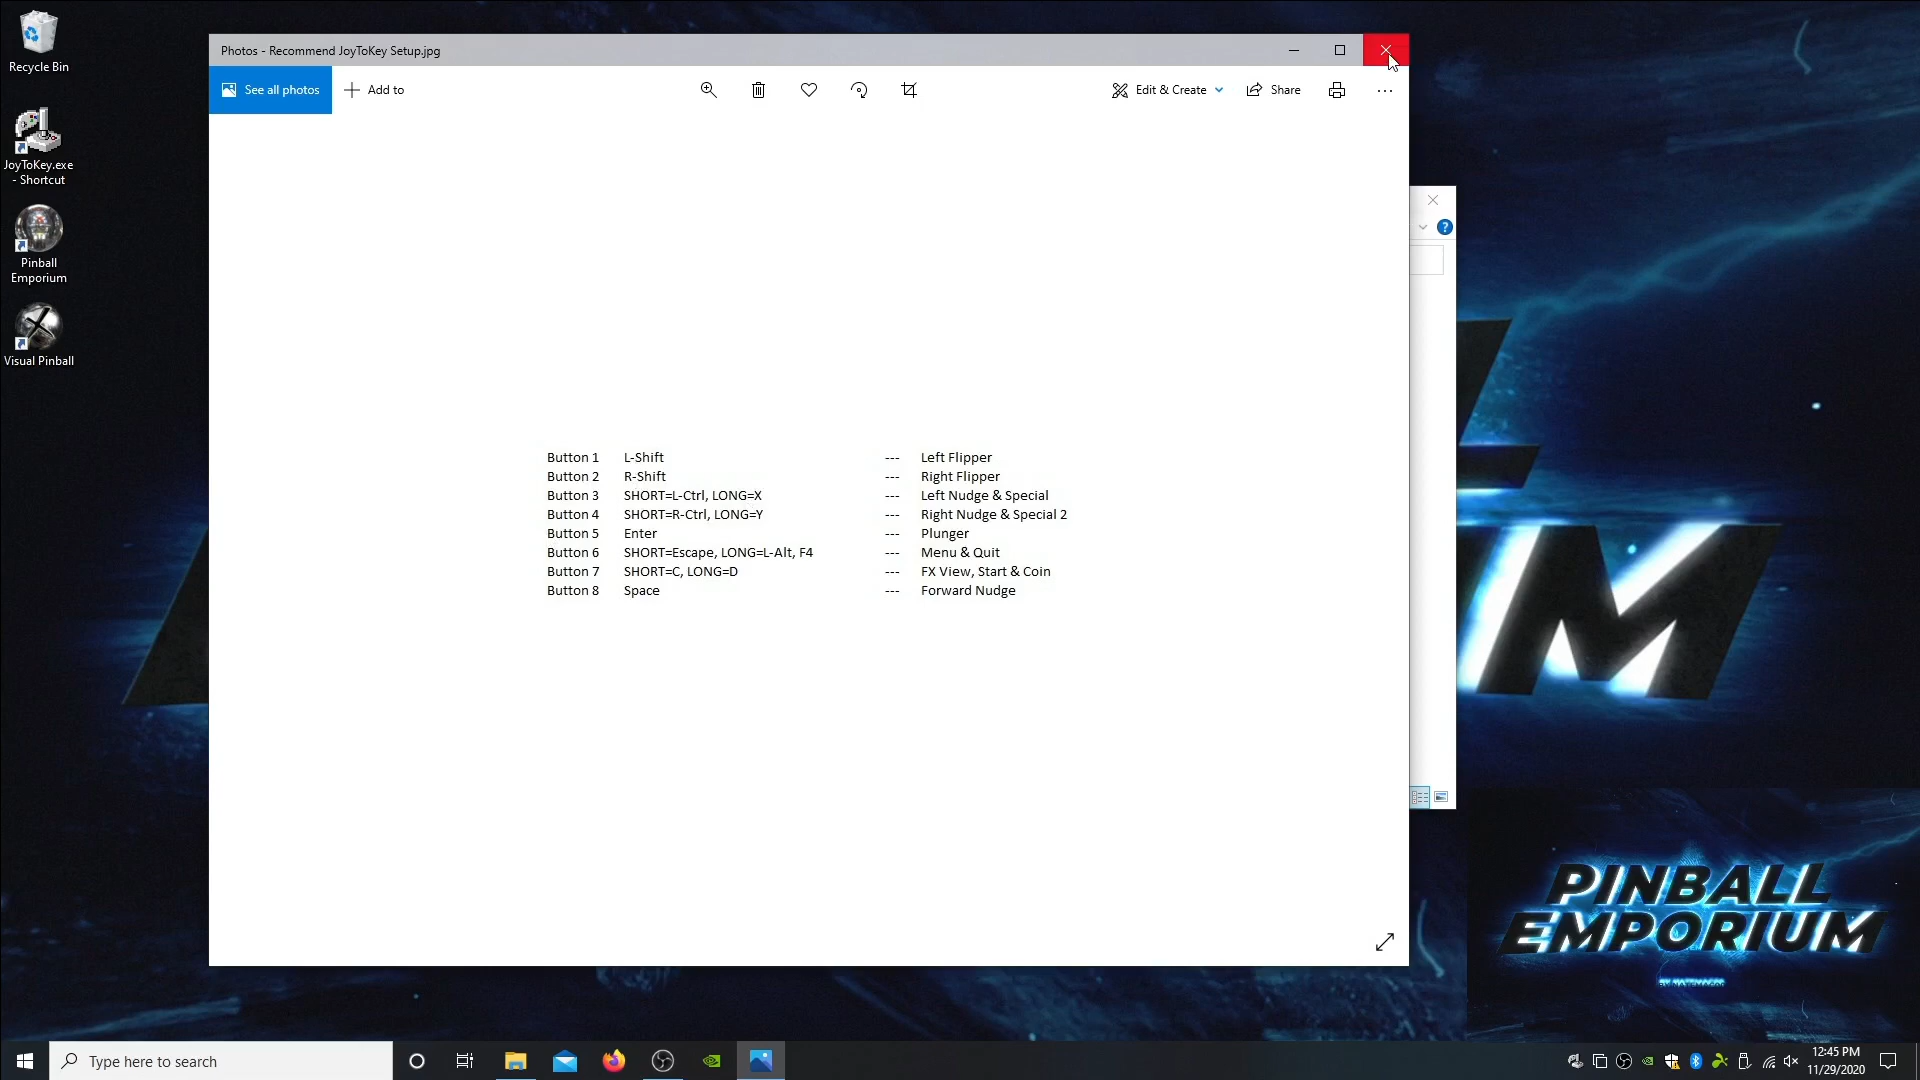 Recycle Bin
JoyToKey.exe
- Shortcut
Pinball
Emporium
Visual Pinball
Photos - Recommend JoyToKey Setup.jpg
See all photos
Add to
Edit & Create
Share
Button 1 L-Shift --- Left Flipper
Button 2 R-Shift --- Right Flipper
Button 3 SHORT=L-Ctrl, LONG=X --- Left Nudge & Special
Button 4 SHORT=R-Ctrl, LONG=Y --- Right Nudge & Special 2
Button 5 Enter --- Plunger
Button 6 SHORT=Escape, LONG=L-Alt, F4 --- Menu & Quit
Button 7 SHORT=C, LONG=D --- FX View, Start & Coin
Button 8 Space --- Forward Nudge
PINBALL
EMPORIUM
Type here to search
12:45 PM
11/29/2020